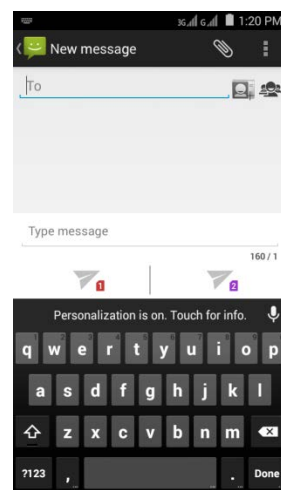 3G G 1:20 PM
New message
To
Type message
160 / 1
1 2
Personalization is on. Touch for info.
q w e r t y u i o p
a s d f g h j k l
z x c v b n m
?123 , . Done